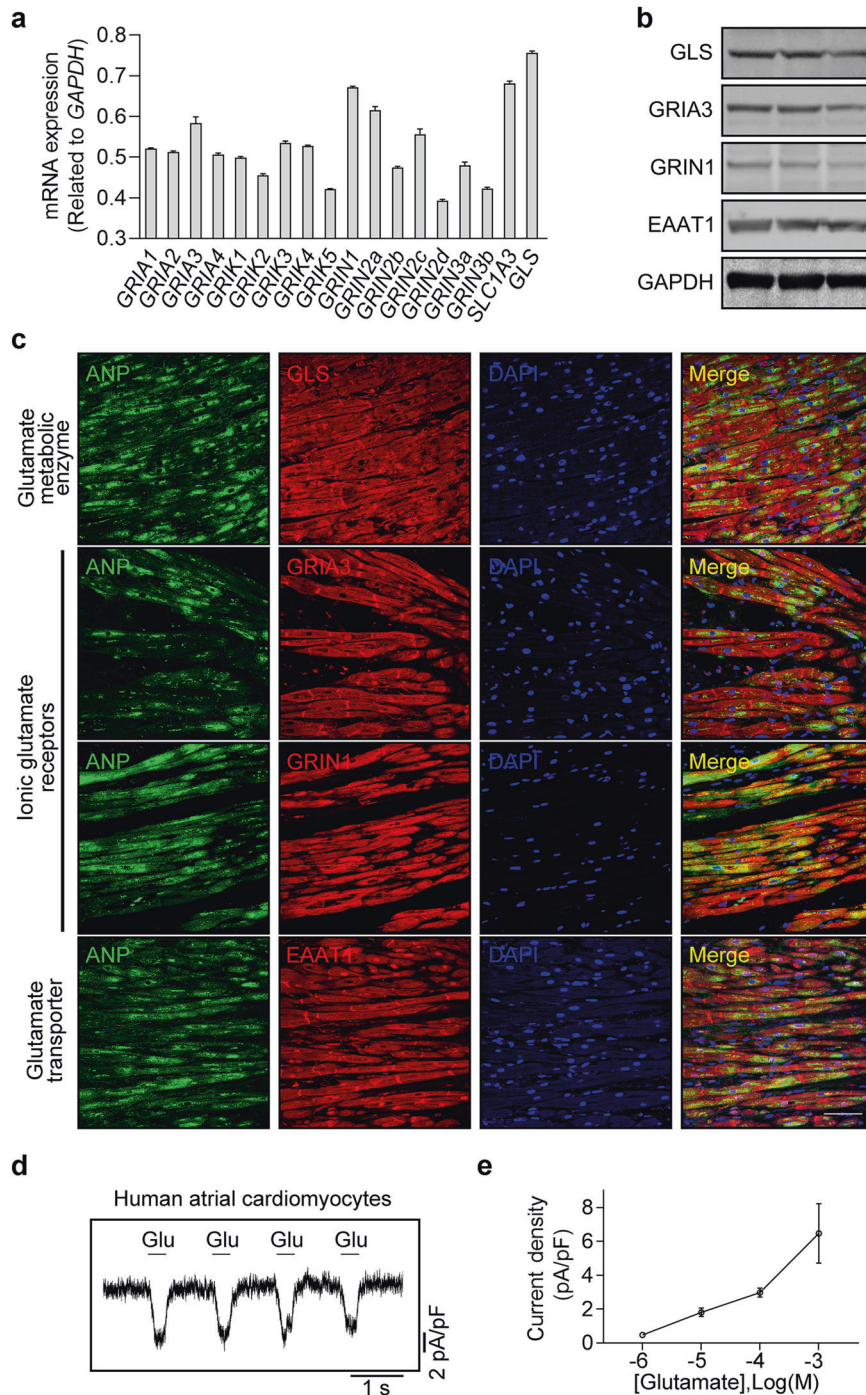 a
mRNA expression
(Related to GAPDH)
0.8
0.7
0.6
0.5
0.4
0.3
GRIA1
GRIA2
GRIA3
GRIA4
GRIK1
GRIK2
GRIK3
GRIK4
GRIK5
GRIN1
GRIN2a
GRIN2b
GRIN2c
GRIN2d
GRIN3a
GRIN3b
SLC1A3
GLS
b
GLS
GRIA3
GRIN1
EAAT1
GAPDH
c
Glutamate
metabolic
enzyme
ANP
GLS
DAPI
Merge
Ionic glutamate
receptors
ANP
GRIA3
DAPI
Merge
ANP
GRIN1
DAPI
Merge
Glutamate
transporter
ANP
EAAT1
DAPI
Merge
d
Human atrial cardiomyocytes
Glu Glu Glu Glu
2 pA/pF
1 s
e
Current density
(pA/pF)
8
6
4
2
0
-6 -5 -4 -3
[Glutamate],Log(M)